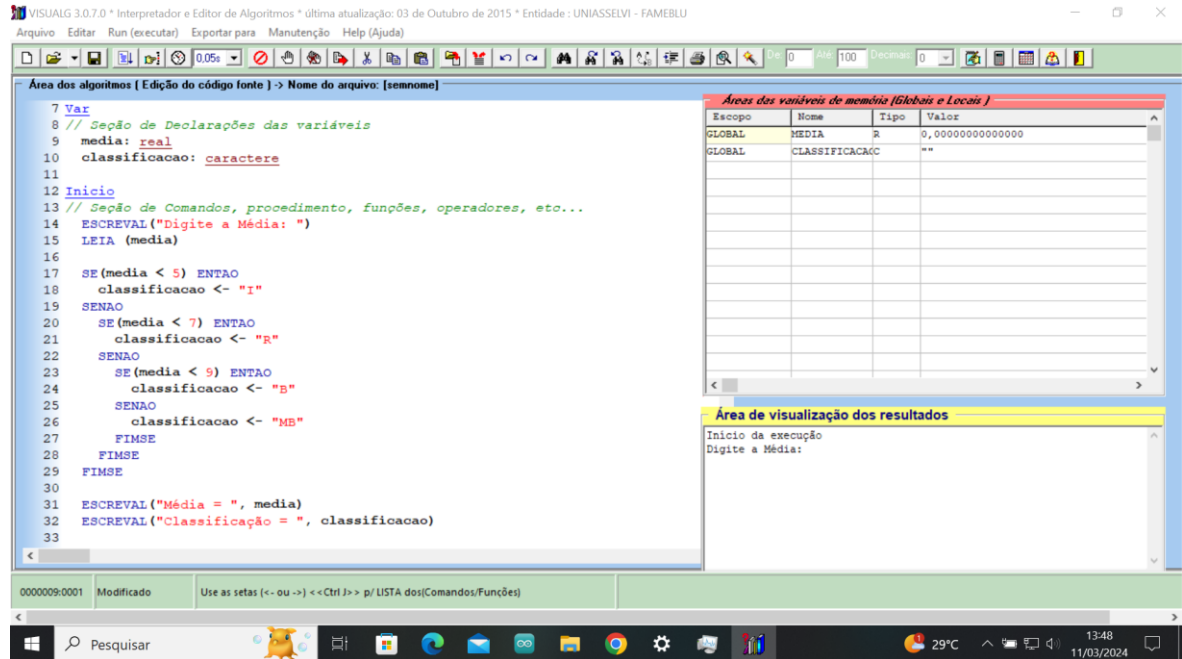 VISUALG 3.0.7.0 * Interpretador e Editor de Algoritmos * última atualização: 03 de Outubro de 2015 * Entidade : UNIASSELVI - FAMEBLU
Arquivo Editar Run (executar) Exportar para Manutenção Help (Ajuda)
0,05s De: 0 Até: 100 Decimais: 0
Área dos algoritmos ( Edição do código fonte ) -> Nome do arquivo: [semnome]
7 Var
8 // Seção de Declarações das variáveis
9 media: real
10 classificacao: caractere
11
12 Inicio
13 // Seção de Comandos, procedimento, funções, operadores, etc...
14 ESCREVAL("Digite a Média: ")
15 LEIA (media)
16
17 SE(media < 5) ENTAO
18 classificacao <- "I"
19 SENAO
20 SE(media < 7) ENTAO
21 classificacao <- "R"
22 SENAO
23 SE(media < 9) ENTAO
24 classificacao <- "B"
25 SENAO
26 classificacao <- "MB"
27 FIMSE
28 FIMSE
29 FIMSE
30
31 ESCREVAL("Média = ", media)
32 ESCREVAL("Classificação = ", classificacao)
33
Áreas das variáveis de memória (Globais e Locais )
Escopo Nome Tipo Valor
GLOBAL MEDIA R 0,00000000000000
GLOBAL CLASSIFICACAO C ""
Área de visualização dos resultados
Início da execução
Digite a Média:
0000009:0001 Modificado Use as setas (<- ou ->) <<Ctrl J>> p/ LISTA dos(Comandos/Funções)
Pesquisar 29°C 13:48
11/03/2024